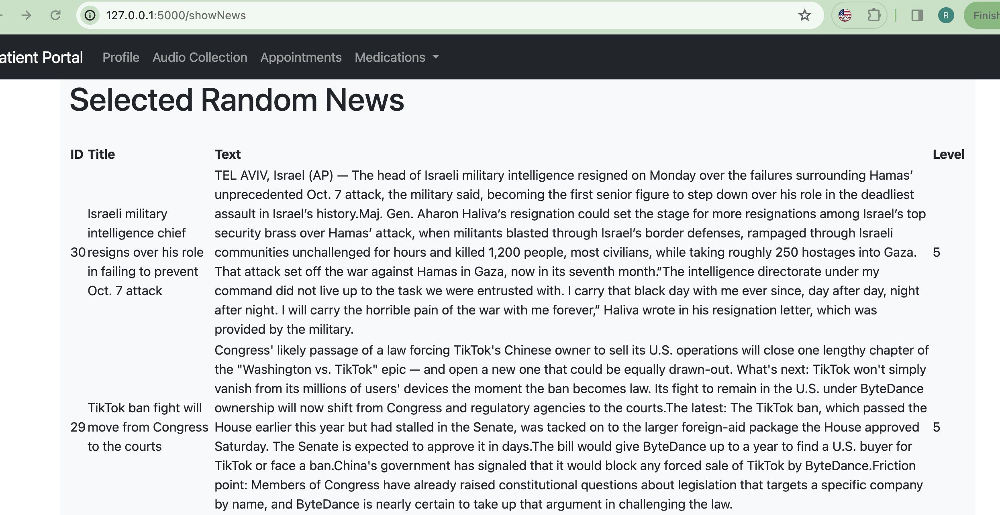 127.0.0.1:5000/showNews
R
Finish
atient Portal Profile Audio Collection Appointments Medications
Selected Random News
ID Title Text Level
TEL AVIV, Israel (AP) — The head of Israeli military intelligence resigned on Monday over the failures surrounding Hamas’
unprecedented Oct. 7 attack, the military said, becoming the first senior figure to step down over his role in the deadliest
Israeli military assault in Israel’s history.Maj. Gen. Aharon Haliva’s resignation could set the stage for more resignations among Israel’s top
intelligence chief security brass over Hamas’ attack, when militants blasted through Israel’s border defenses, rampaged through Israeli
30 resigns over his role communities unchallenged for hours and killed 1,200 people, most civilians, while taking roughly 250 hostages into Gaza. 5
in failing to prevent That attack set off the war against Hamas in Gaza, now in its seventh month.“The intelligence directorate under my
Oct. 7 attack command did not live up to the task we were entrusted with. I carry that black day with me ever since, day after day, night
after night. I will carry the horrible pain of the war with me forever,” Haliva wrote in his resignation letter, which was
provided by the military.
Congress' likely passage of a law forcing TikTok's Chinese owner to sell its U.S. operations will close one lengthy chapter of
the "Washington vs. TikTok" epic — and open a new one that could be equally drawn-out. What's next: TikTok won't simply
vanish from its millions of users' devices the moment the ban becomes law. Its fight to remain in the U.S. under ByteDance
TikTok ban fight will ownership will now shift from Congress and regulatory agencies to the courts.The latest: The TikTok ban, which passed the
29 move from Congress House earlier this year but had stalled in the Senate, was tacked on to the larger foreign-aid package the House approved 5
to the courts Saturday. The Senate is expected to approve it in days.The bill would give ByteDance up to a year to find a U.S. buyer for
TikTok or face a ban.China's government has signaled that it would block any forced sale of TikTok by ByteDance.Friction
point: Members of Congress have already raised constitutional questions about legislation that targets a specific company
by name, and ByteDance is nearly certain to take up that argument in challenging the law.